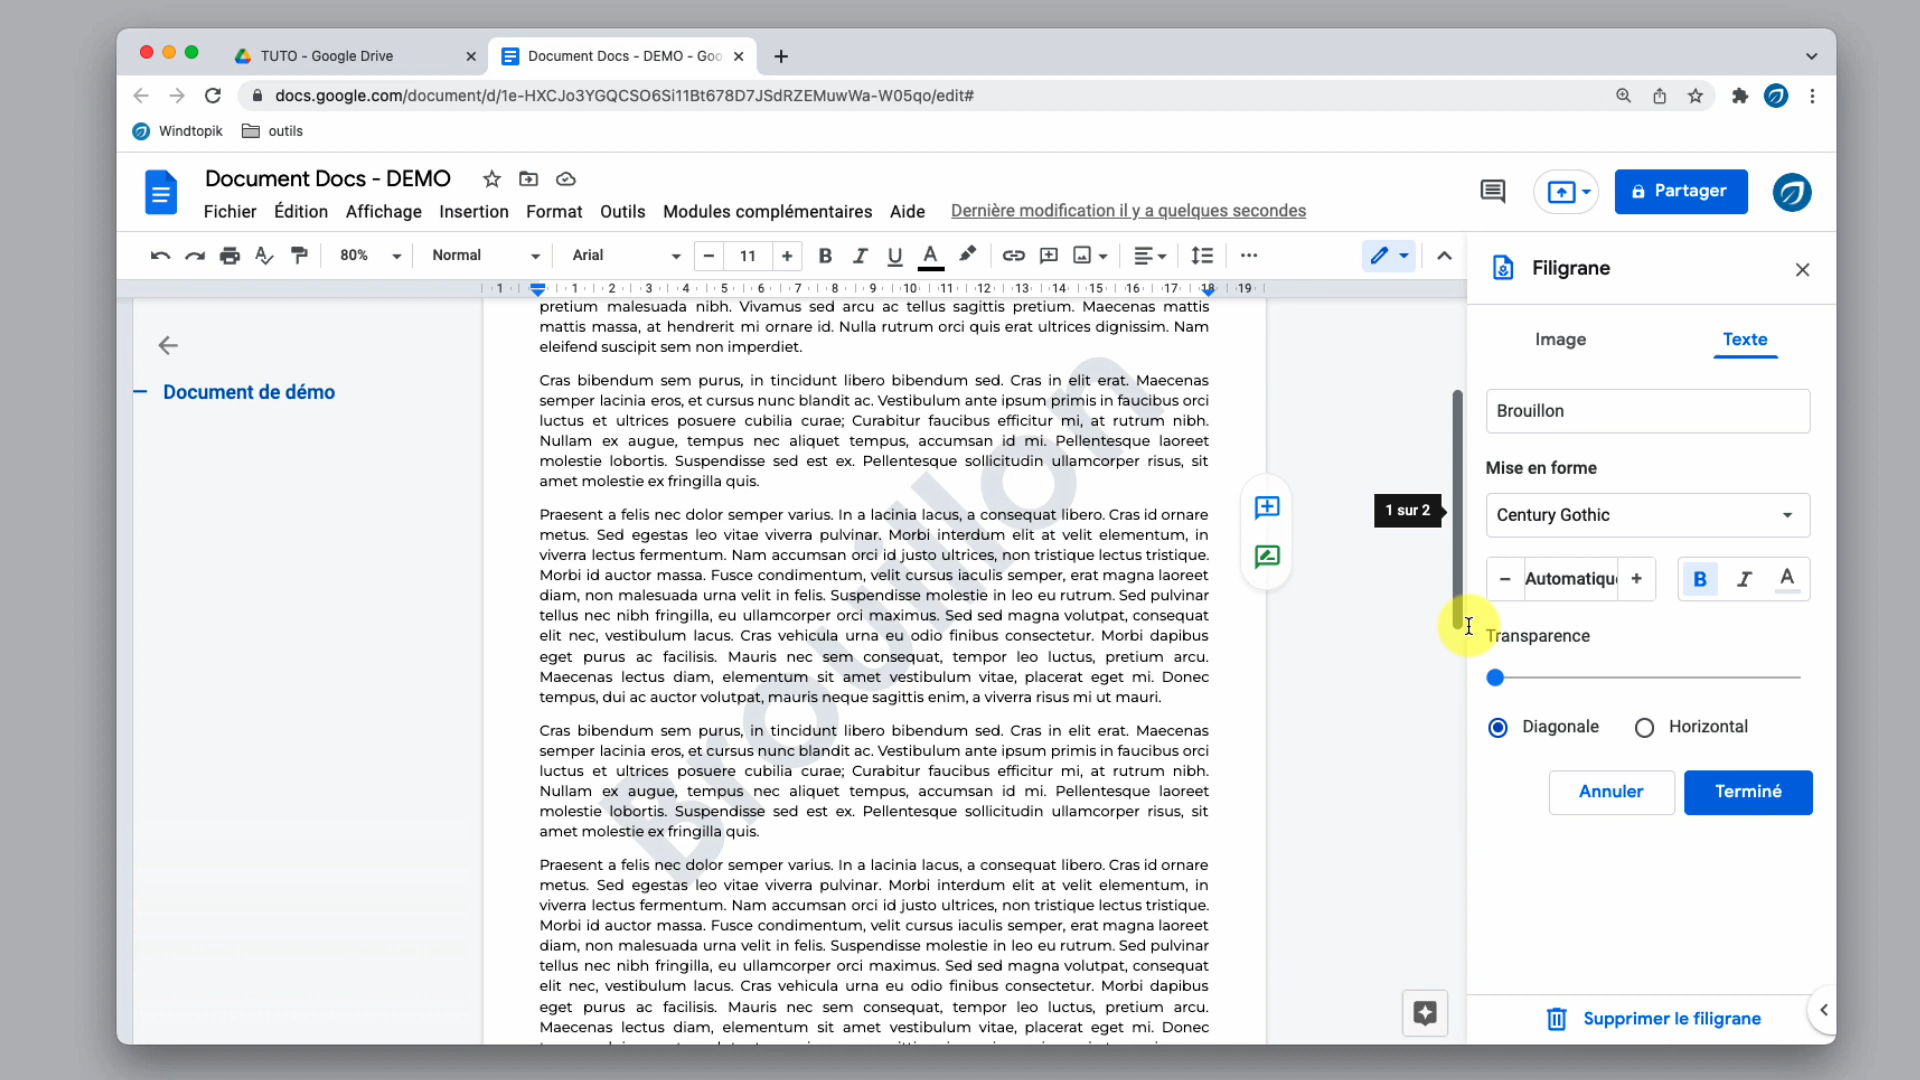 TUTO - Google Drive
Document Docs - DEMO - Goo
docs.google.com/document/d/1e-HXCJo3YGQCSO6Si11Bt678D7JSdRZEMuwWa-W05qo/edit#
Windtopik outils
Document Docs - DEMO
Partager
Fichier Édition Affichage Insertion Format Outils Modules complémentaires Aide Dernière modification il y a quelques secondes
80% Normal Arial 11
1 1 2 3 4 5 6 7 8 9 10 11 12 13 14 15 16 17 18 19
pretium malesuada nibh. Vivamus sed arcu ac tellus sagittis pretium. Maecenas mattis
mattis massa, at hendrerit mi ornare id. Nulla rutrum orci quis erat ultrices dignissim. Nam
eleifend suscipit sem non imperdiet.
Cras bibendum sem purus, in tincidunt libero bibendum sed. Cras in elit erat. Maecenas
semper lacinia eros, et cursus nunc blandit ac. Vestibulum ante ipsum primis in faucibus orci
luctus et ultrices posuere cubilia curae; Curabitur faucibus efficitur mi, at rutrum nibh.
Nullam ex augue, tempus nec aliquet tempus, accumsan id mi. Pellentesque laoreet
molestie lobortis. Suspendisse sed est ex. Pellentesque sollicitudin ullamcorper risus, sit
amet molestie ex fringilla quis.
Praesent a felis nec dolor semper varius. In a lacinia lacus, a consequat libero. Cras id ornare
metus. Sed egestas leo vitae viverra pulvinar. Morbi interdum elit at velit elementum, in
viverra lectus fermentum. Nam accumsan orci id justo ultrices, non tristique lectus tristique.
Morbi id auctor massa. Fusce condimentum, velit cursus iaculis semper, erat magna laoreet
diam, non malesuada urna velit in felis. Suspendisse molestie in leo eu rutrum. Sed pulvinar
tellus nec nibh fringilla, eu ullamcorper orci maximus. Sed sed magna volutpat, consequat
elit nec, vestibulum lacus. Cras vehicula urna eu odio finibus consectetur. Morbi dapibus
eget purus ac facilisis. Mauris nec sem consequat, tempor leo luctus, pretium arcu.
Maecenas lectus diam, elementum sit amet vestibulum vitae, placerat eget mi. Donec
tempus, dui ac auctor volutpat, mauris neque sagittis enim, a viverra risus mi ut mauri.
Cras bibendum sem purus, in tincidunt libero bibendum sed. Cras in elit erat. Maecenas
semper lacinia eros, et cursus nunc blandit ac. Vestibulum ante ipsum primis in faucibus orci
luctus et ultrices posuere cubilia curae; Curabitur faucibus efficitur mi, at rutrum nibh.
Nullam ex augue, tempus nec aliquet tempus, accumsan id mi. Pellentesque laoreet
molestie lobortis. Suspendisse sed est ex. Pellentesque sollicitudin ullamcorper risus, sit
amet molestie ex fringilla quis.
Praesent a felis nec dolor semper varius. In a lacinia lacus, a consequat libero. Cras id ornare
metus. Sed egestas leo vitae viverra pulvinar. Morbi interdum elit at velit elementum, in
viverra lectus fermentum. Nam accumsan orci id justo ultrices, non tristique lectus tristique.
Morbi id auctor massa. Fusce condimentum, velit cursus iaculis semper, erat magna laoreet
diam, non malesuada urna velit in felis. Suspendisse molestie in leo eu rutrum. Sed pulvinar
tellus nec nibh fringilla, eu ullamcorper orci maximus. Sed sed magna volutpat, consequat
elit nec, vestibulum lacus. Cras vehicula urna eu odio finibus consectetur. Morbi dapibus
eget purus ac facilisis. Mauris nec sem consequat, tempor leo luctus, pretium arcu.
Maecenas lectus diam, elementum sit amet vestibulum vitae, placerat eget mi. Donec
Brouillon
Document de démo
1 sur 2
Filigrane
Image Texte
Brouillon
Mise en forme
Century Gothic
Automatiqu
B I A
Transparence
Diagonale Horizontal
Annuler Terminé
Supprimer le filigrane